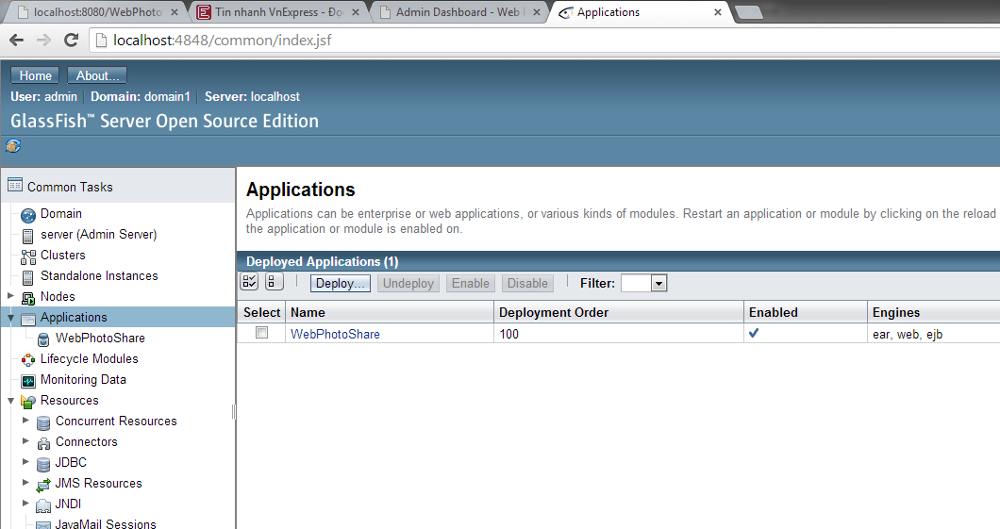 localhost:8080/WebPhoto
Tin nhanh VnExpress - Đọ
Admin Dashboard - Web
Applications
localhost:4848/common/index.jsf
Home About...
User: admin Domain: domain1 Server: localhost
GlassFish™ Server Open Source Edition
Common Tasks
Domain
server (Admin Server)
Clusters
Standalone Instances
Nodes
Applications
WebPhotoShare
Lifecycle Modules
Monitoring Data
Resources
Concurrent Resources
Connectors
JDBC
JMS Resources
JNDI
JavaMail Sessions
Applications
Applications can be enterprise or web applications, or various kinds of modules. Restart an application or module by clicking on the reload
the application or module is enabled on.
Deployed Applications (1)
Deploy... Undeploy Enable Disable Filter:
Select Name Deployment Order Enabled Engines
WebPhotoShare 100 ear, web, ejb